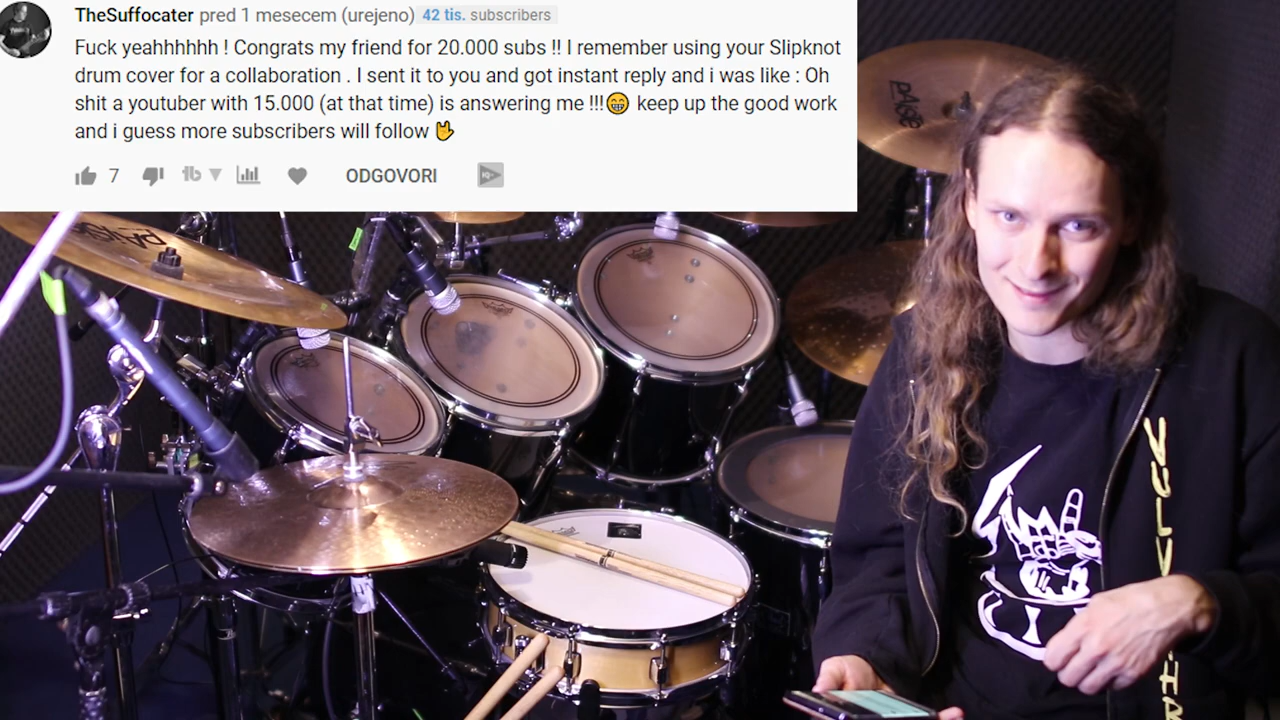 TheSuffocater pred 1 mesecem (urejeno) 42 tis. subscribers
Fuck yeahhhhhh ! Congrats my friend for 20.000 subs !! I remember using your Slipknot
drum cover for a collaboration . I sent it to you and got instant reply and i was like : Oh
shit a youtuber with 15.000 (at that time) is answering me !!!😁 keep up the good work
and i guess more subscribers will follow 🤘
7
ODGOVORI
PAISTE
PAISTE